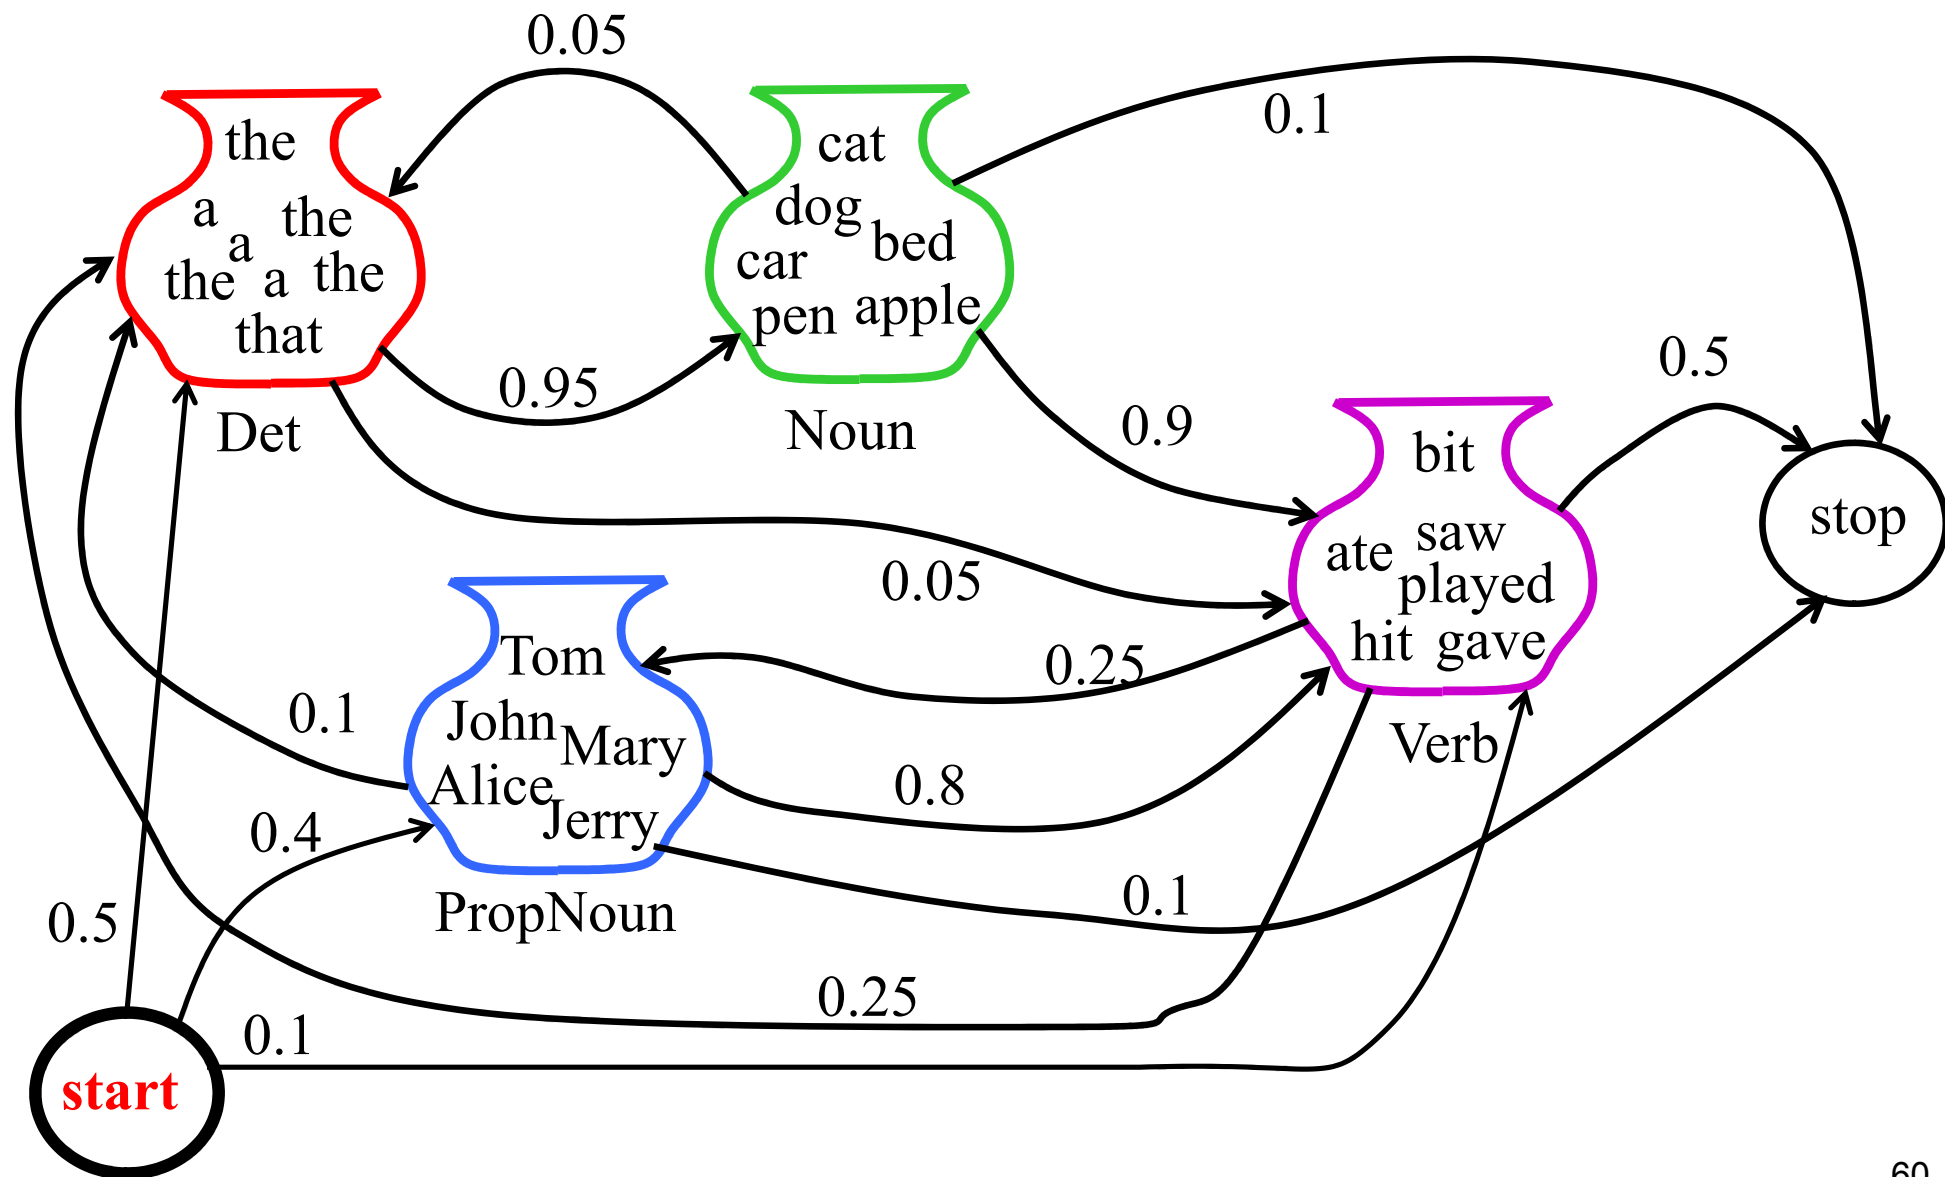 0.05
0.1
the
a
the
a
the
a
the
that
Det
cat
dog
bed
car
pen
apple
Noun
0.95
0.9
0.5
bit
ate
saw
played
hit
gave
Verb
stop
0.05
0.25
Tom
John
Mary
Alice
Jerry
PropNoun
0.1
0.8
0.4
0.1
0.5
0.25
0.1
start
60